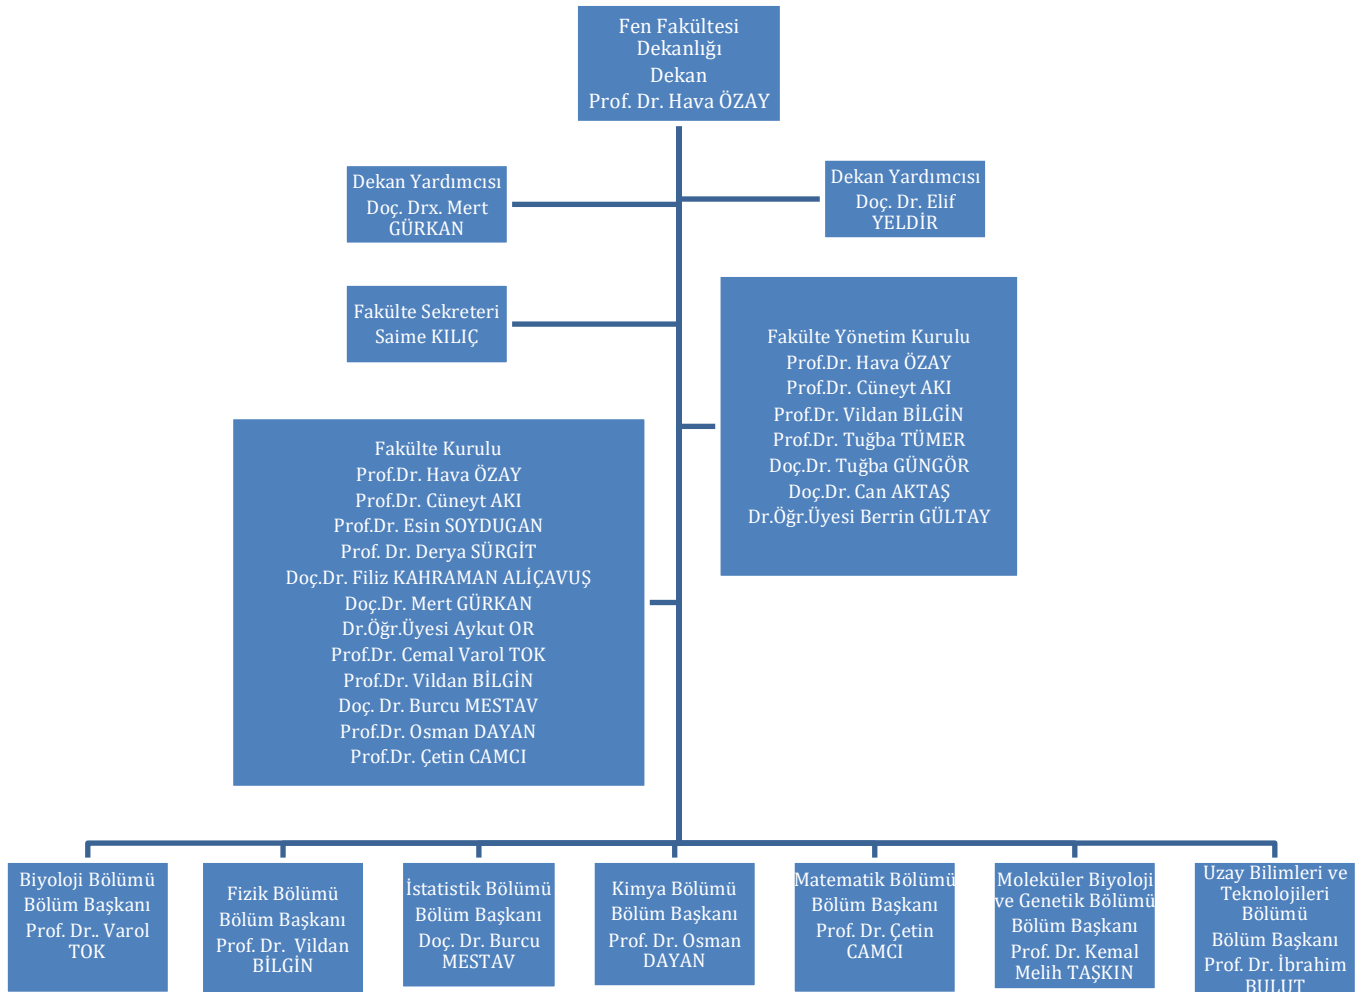 Fen Fakültesi
Dekanlığı
Dekan
Prof. Dr. Hava ÖZAY
Dekan Yardımcısı
Doç. Drx. Mert
GÜRKAN
Dekan Yardımcısı
Doç. Dr. Elif
YELDİR
Fakülte Sekreteri
Saime KILIÇ
Fakülte Yönetim Kurulu
Prof.Dr. Hava ÖZAY
Prof.Dr. Cüneyt AKI
Prof.Dr. Vildan BİLGİN
Prof.Dr. Tuğba TÜMER
Doç.Dr. Tuğba GÜNGÖR
Doç.Dr. Can AKTAŞ
Dr.Öğr.Üyesi Berrin GÜLTAY
Fakülte Kurulu
Prof.Dr. Hava ÖZAY
Prof.Dr. Cüneyt AKI
Prof.Dr. Esin SOYDUGAN
Prof. Dr. Derya SÜRGİT
Doç.Dr. Filiz KAHRAMAN ALİÇAVUŞ
Doç.Dr. Mert GÜRKAN
Dr.Öğr.Üyesi Aykut OR
Prof.Dr. Cemal Varol TOK
Prof.Dr. Vildan BİLGİN
Doç. Dr. Burcu MESTAV
Prof.Dr. Osman DAYAN
Prof.Dr. Çetin CAMCI
Biyoloji Bölümü
Bölüm Başkanı
Prof. Dr.. Varol
TOK
Fizik Bölümü
Bölüm Başkanı
Prof. Dr.  Vildan
BİLGİN
İstatistik Bölümü
Bölüm Başkanı
Doç. Dr. Burcu
MESTAV
Kimya Bölümü
Bölüm Başkanı
Prof. Dr. Osman
DAYAN
Matematik Bölümü
Bölüm Başkanı
Prof. Dr. Çetin
CAMCI
Moleküler Biyoloji
ve Genetik Bölümü
Bölüm Başkanı
Prof. Dr. Kemal
Melih TAŞKIN
Uzay Bilimleri ve
Teknolojileri
Bölümü
Bölüm Başkanı
Prof. Dr. İbrahim
BULUT